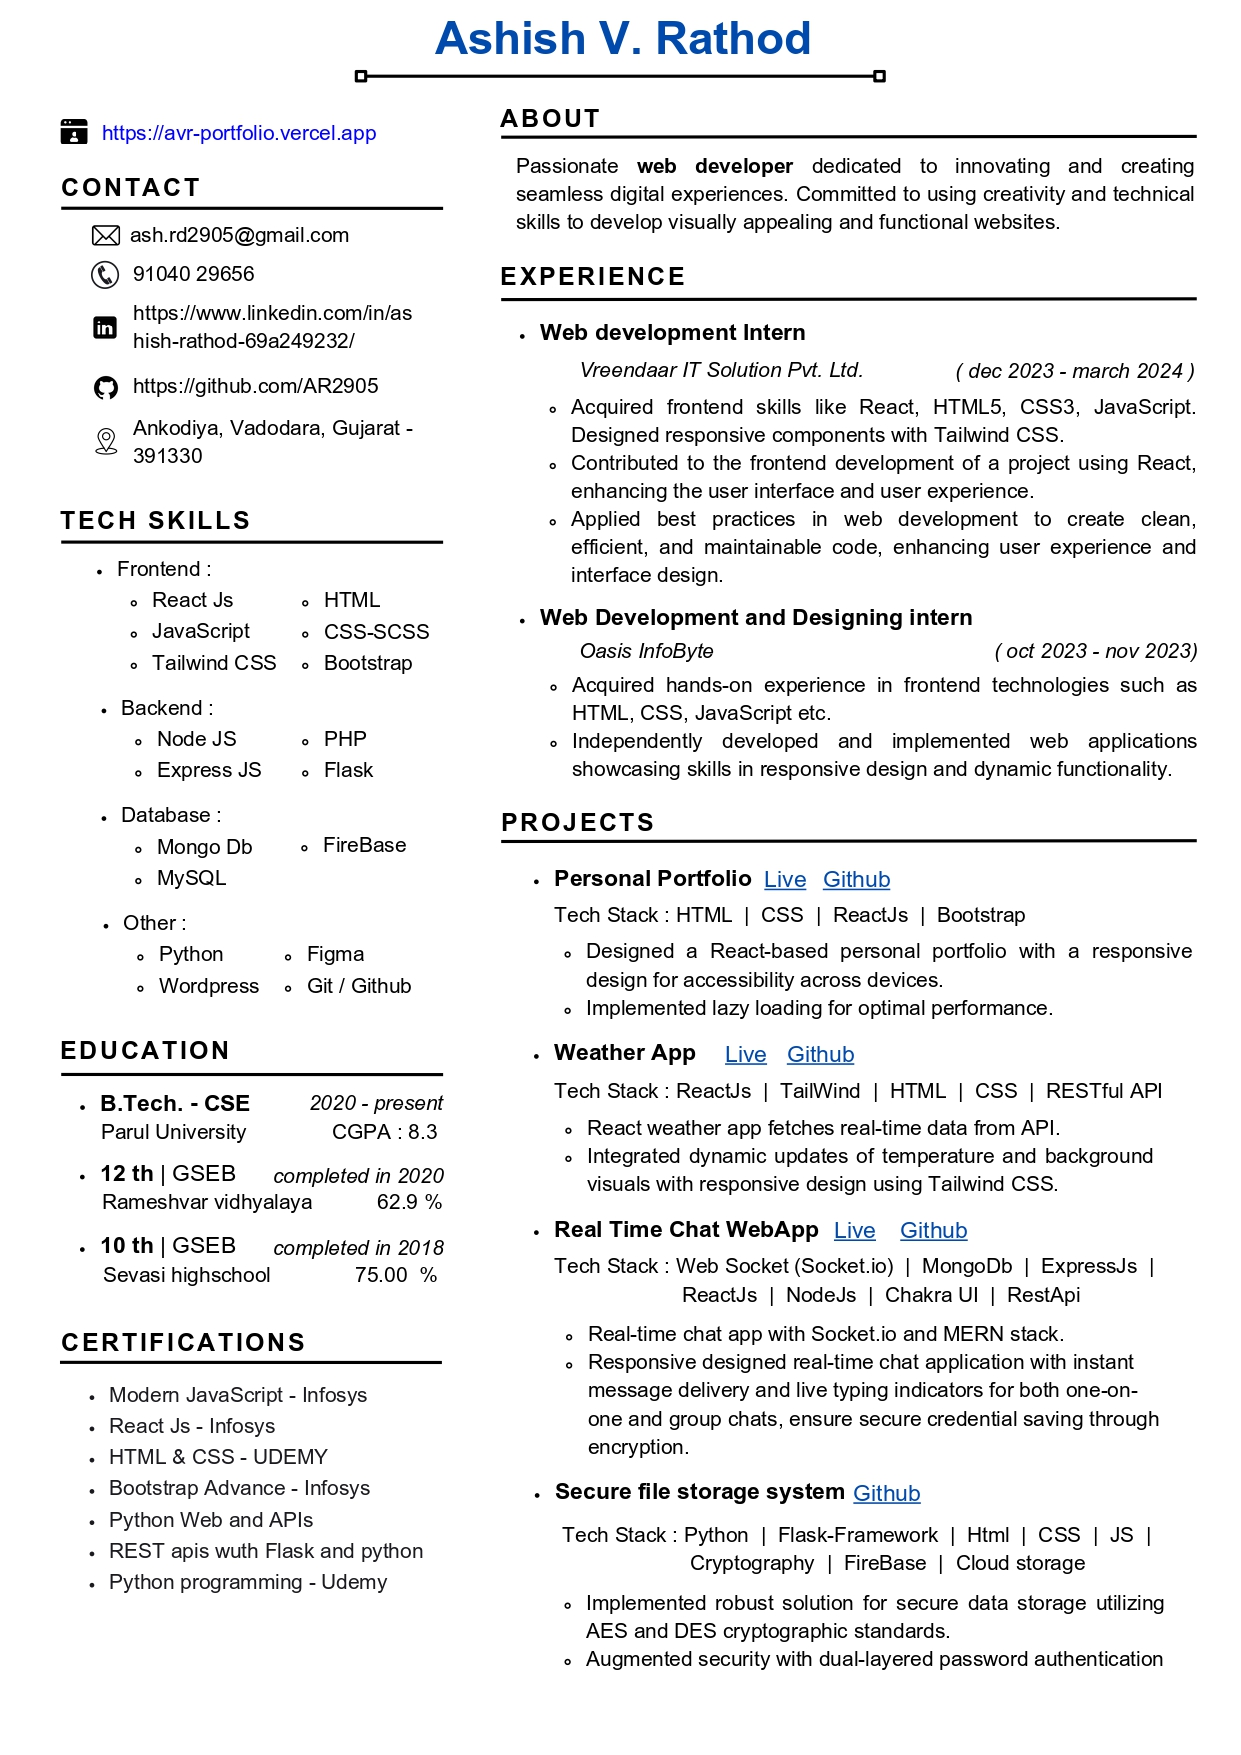 Ashish V. Rathod
https://avr-portfolio.vercel.app
CONTACT
ash.rd2905@gmail.com
91040 29656
https://www.linkedin.com/in/as
hish-rathod-69a249232/
https://github.com/AR2905
Ankodiya, Vadodara, Gujarat -
391330
TECH SKILLS
• Frontend :
React Js
HTML
JavaScript
CSS-SCSS
Tailwind CSS
Bootstrap
• Backend :
Node JS
PHP
Express JS
Flask
• Database :
Mongo Db
FireBase
MySQL
• Other :
Python
Figma
Wordpress
Git / Github
EDUCATION
• B.Tech. - CSE 2020 - present
Parul University CGPA : 8.3
• 12 th | GSEB completed in 2020
Rameshvar vidhyalaya 62.9 %
• 10 th | GSEB completed in 2018
Sevasi highschool 75.00 %
CERTIFICATIONS
• Modern JavaScript - Infosys
• React Js - Infosys
• HTML & CSS - UDEMY
• Bootstrap Advance - Infosys
• Python Web and APIs
• REST apis wuth Flask and python
• Python programming - Udemy
ABOUT
Passionate web developer dedicated to innovating and creating
seamless digital experiences. Committed to using creativity and technical
skills to develop visually appealing and functional websites.
EXPERIENCE
• Web development Intern
Vreendaar IT Solution Pvt. Ltd. ( dec 2023 - march 2024 )
Acquired frontend skills like React, HTML5, CSS3, JavaScript.
Designed responsive components with Tailwind CSS.
Contributed to the frontend development of a project using React,
enhancing the user interface and user experience.
Applied best practices in web development to create clean,
efficient, and maintainable code, enhancing user experience and
interface design.
• Web Development and Designing intern
Oasis InfoByte ( oct 2023 - nov 2023)
Acquired hands-on experience in frontend technologies such as
HTML, CSS, JavaScript etc.
Independently developed and implemented web applications
showcasing skills in responsive design and dynamic functionality.
PROJECTS
• Personal Portfolio Live Github
Tech Stack : HTML | CSS | ReactJs | Bootstrap
Designed a React-based personal portfolio with a responsive
design for accessibility across devices.
Implemented lazy loading for optimal performance.
• Weather App Live Github
Tech Stack : ReactJs | TailWind | HTML | CSS | RESTful API
React weather app fetches real-time data from API.
Integrated dynamic updates of temperature and background
visuals with responsive design using Tailwind CSS.
• Real Time Chat WebApp Live Github
Tech Stack : Web Socket (Socket.io) | MongoDb | ExpressJs |
ReactJs | NodeJs | Chakra UI | RestApi
Real-time chat app with Socket.io and MERN stack.
Responsive designed real-time chat application with instant
message delivery and live typing indicators for both one-on-
one and group chats, ensure secure credential saving through
encryption.
• Secure file storage system Github
Tech Stack : Python | Flask-Framework | Html | CSS | JS |
Cryptography | FireBase | Cloud storage
Implemented robust solution for secure data storage utilizing
AES and DES cryptographic standards.
Augmented security with dual-layered password authentication